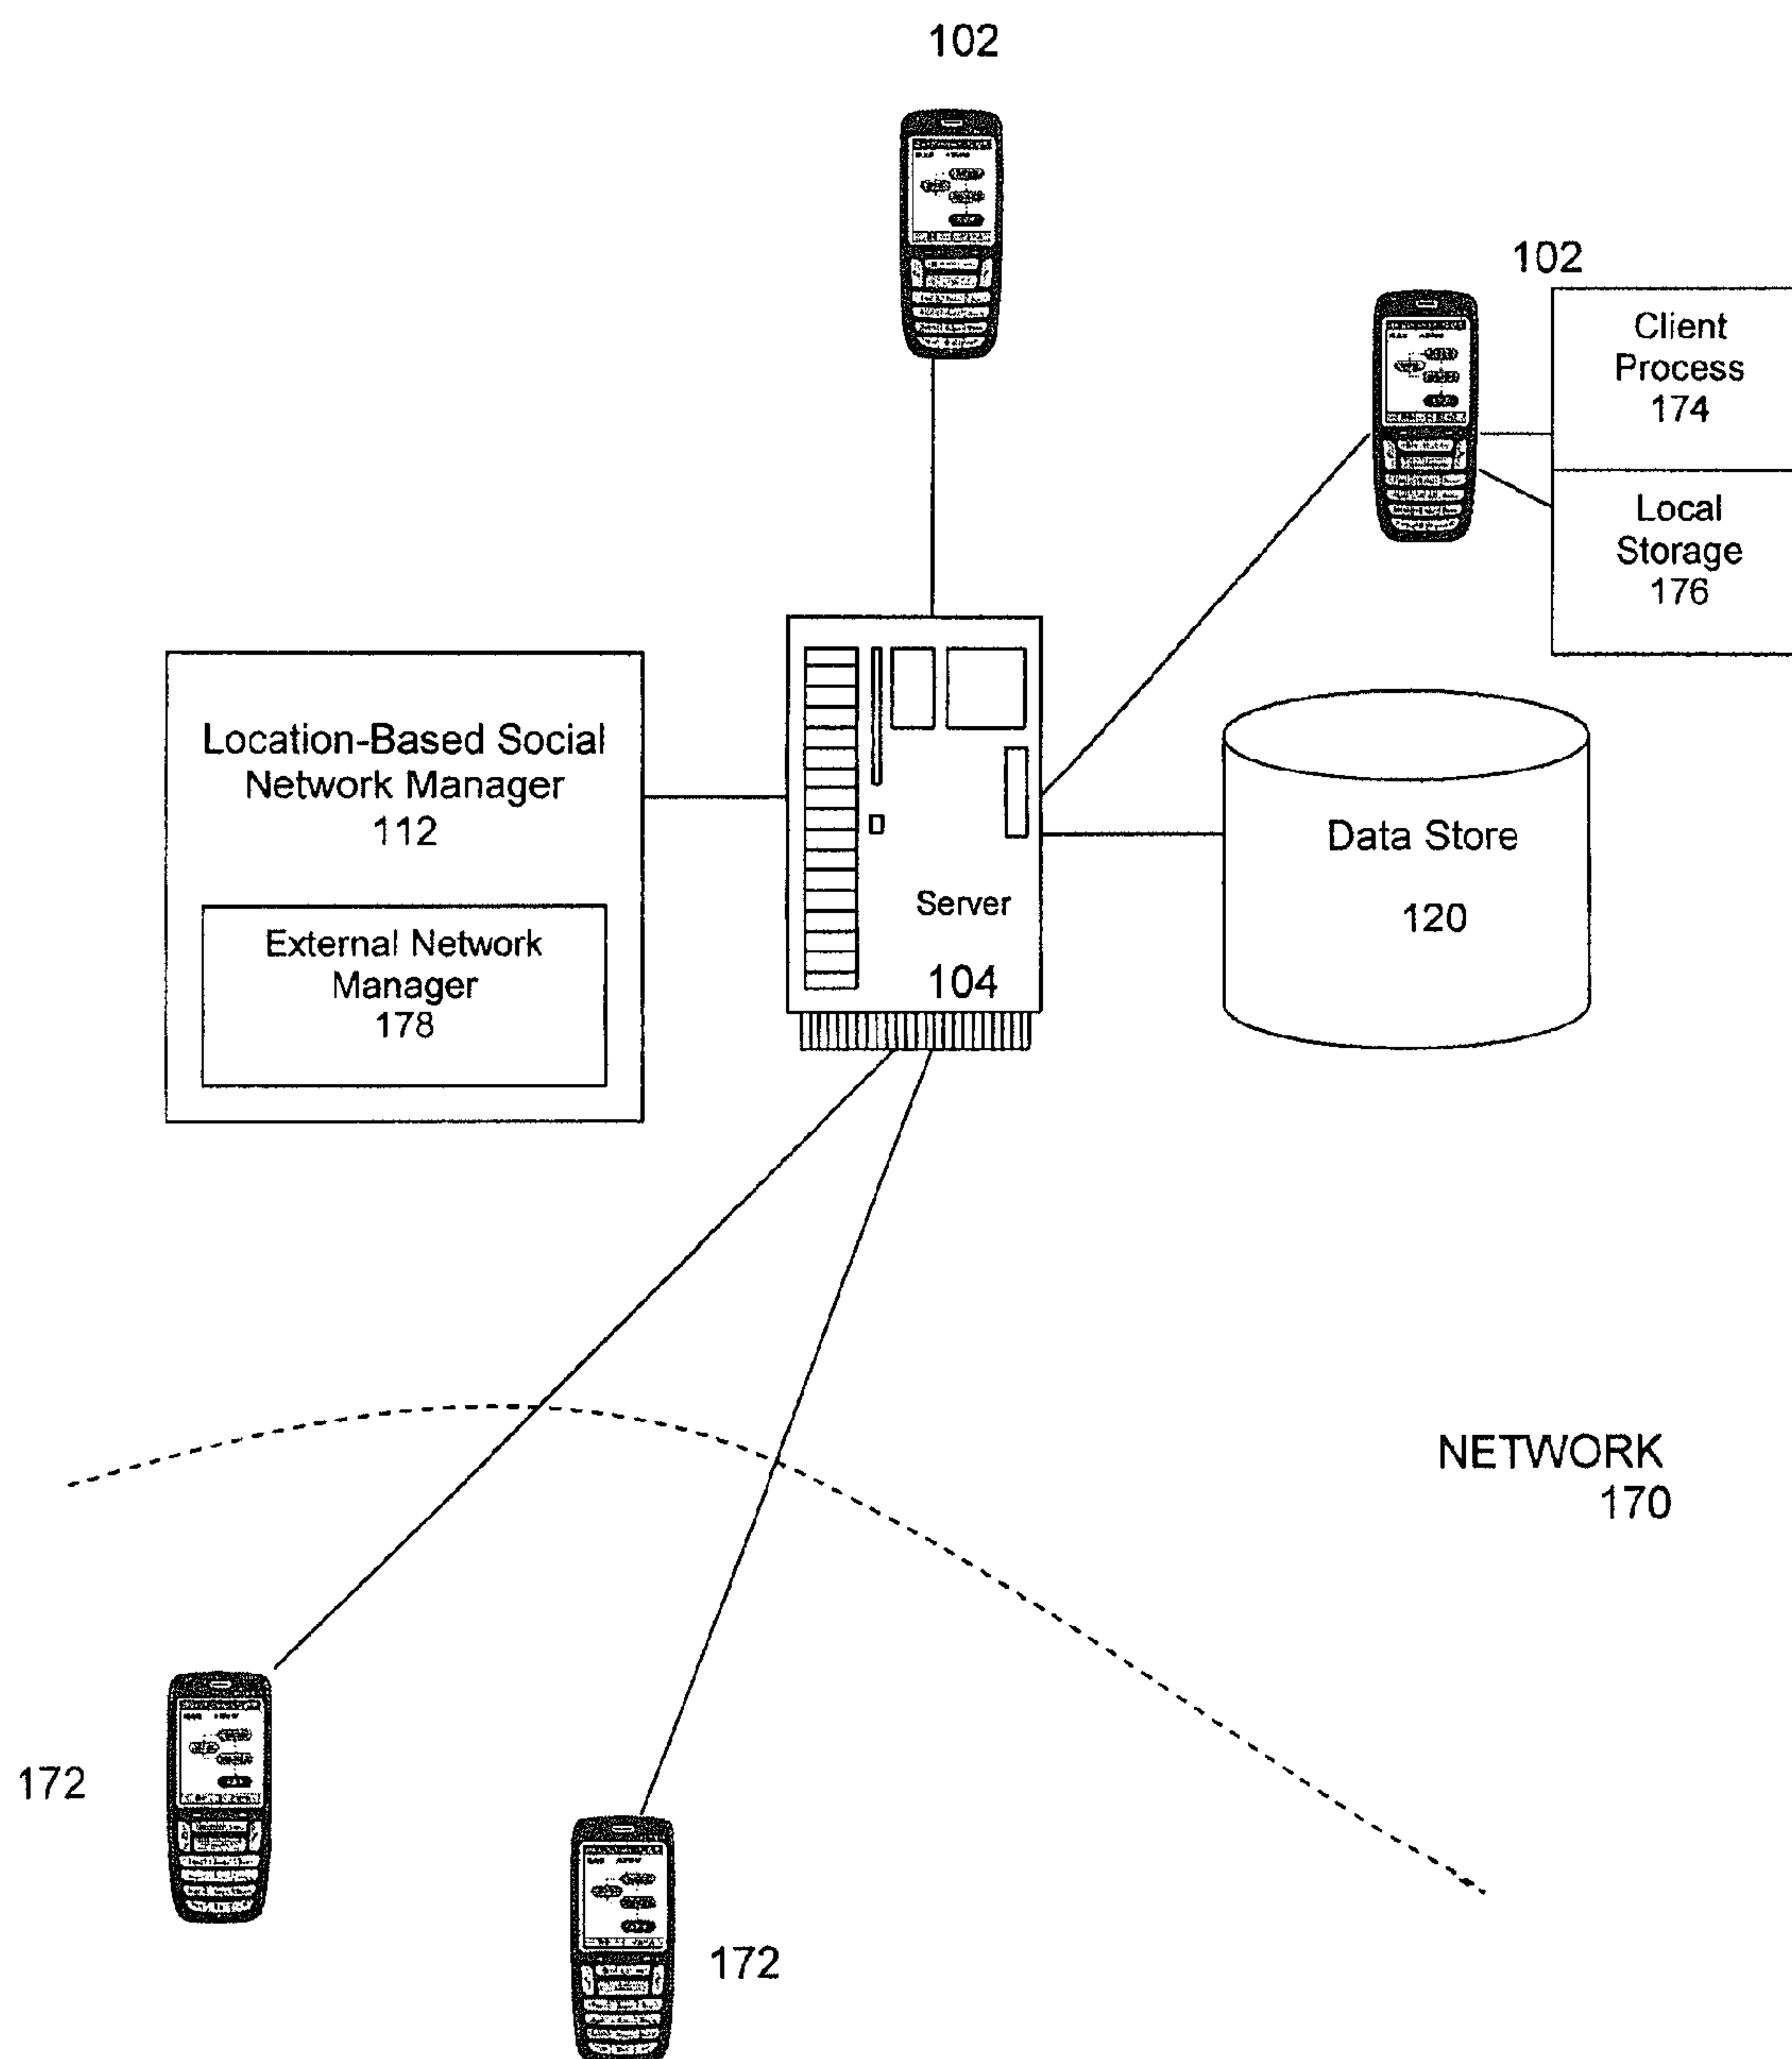 102
102
Client
Process
174
Local
Storage
176
Location-Based Social
Network Manager
112
External Network
Manager
178
Server
104
Data Store
120
NETWORK
170
172
172